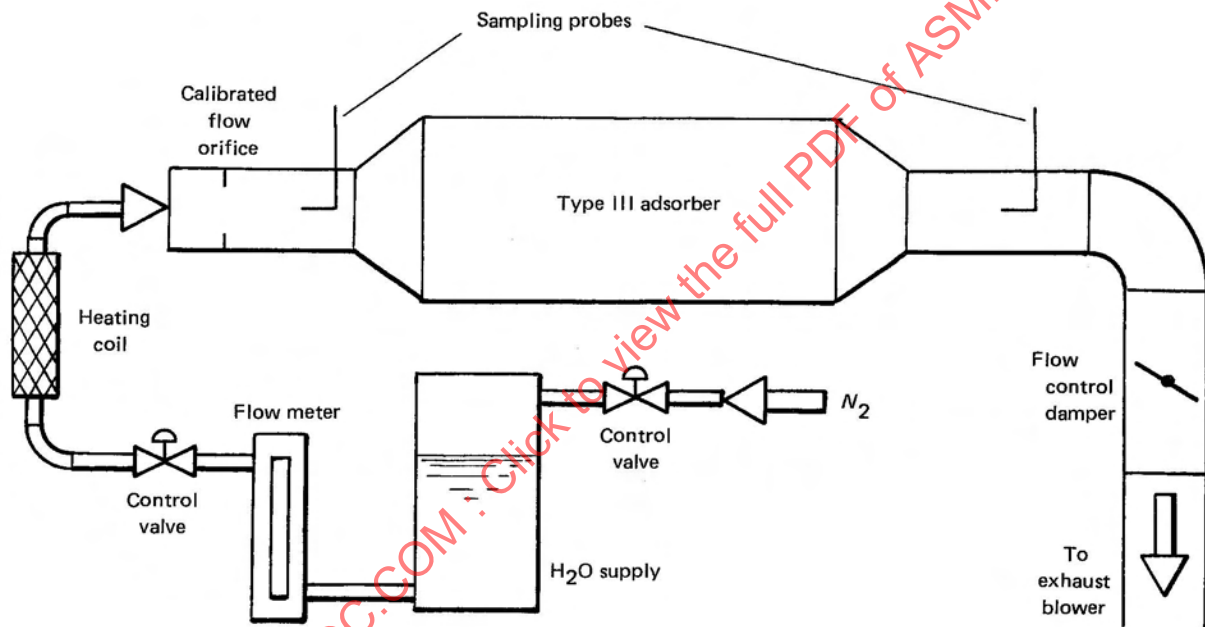 Sampling probes
Calibrated
flow
orifice
Type III adsorber
Heating
coil
Flow meter
Control
valve
H₂O supply
Control
valve
N₂
Flow
control
damper
To
exhaust
blower
C.COM : Click to view the full PDF of ASM